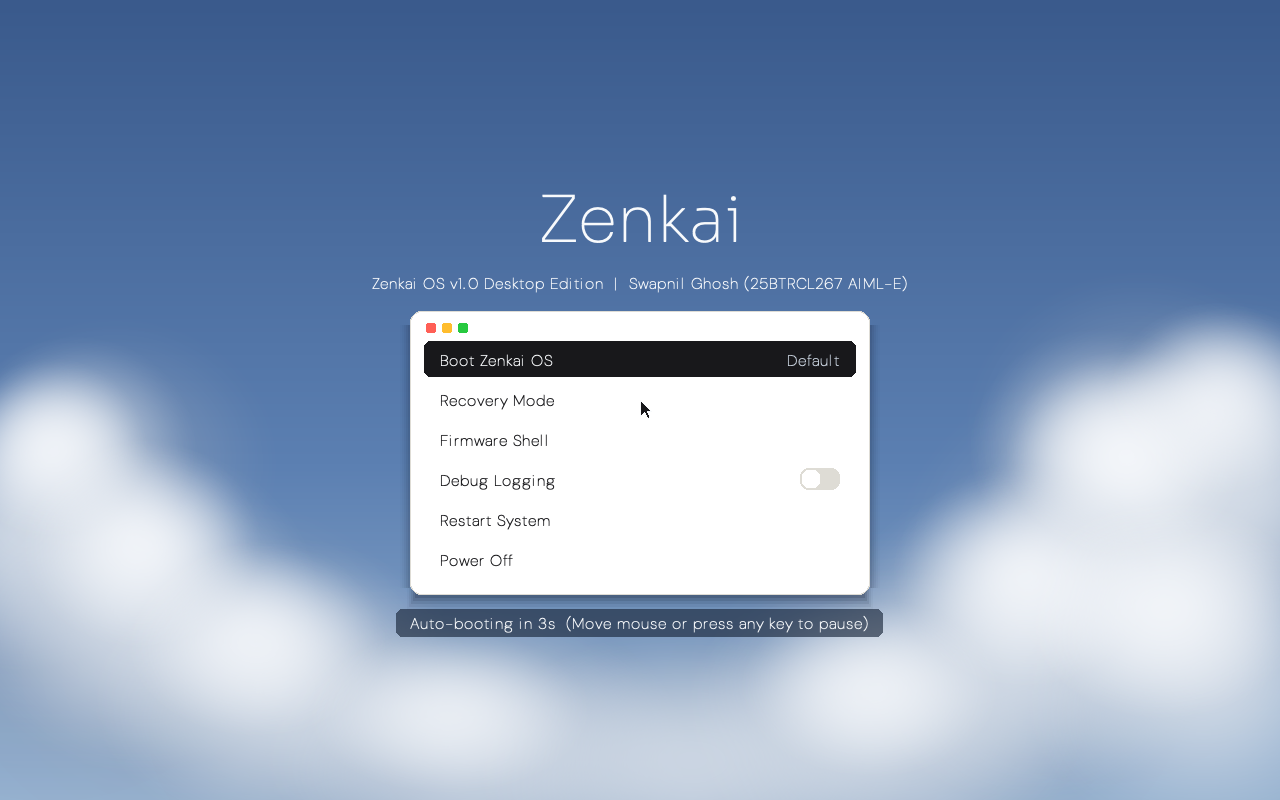 Zenkai
Zenkai OS v1.0 Desktop Edition | Swapnil Ghosh (25BTRCL267 AIML-E)
Boot Zenkai OS Default
Recovery Mode
Firmware Shell
Debug Logging
Restart System
Power Off
Auto-booting in 3s (Move mouse or press any key to pause)